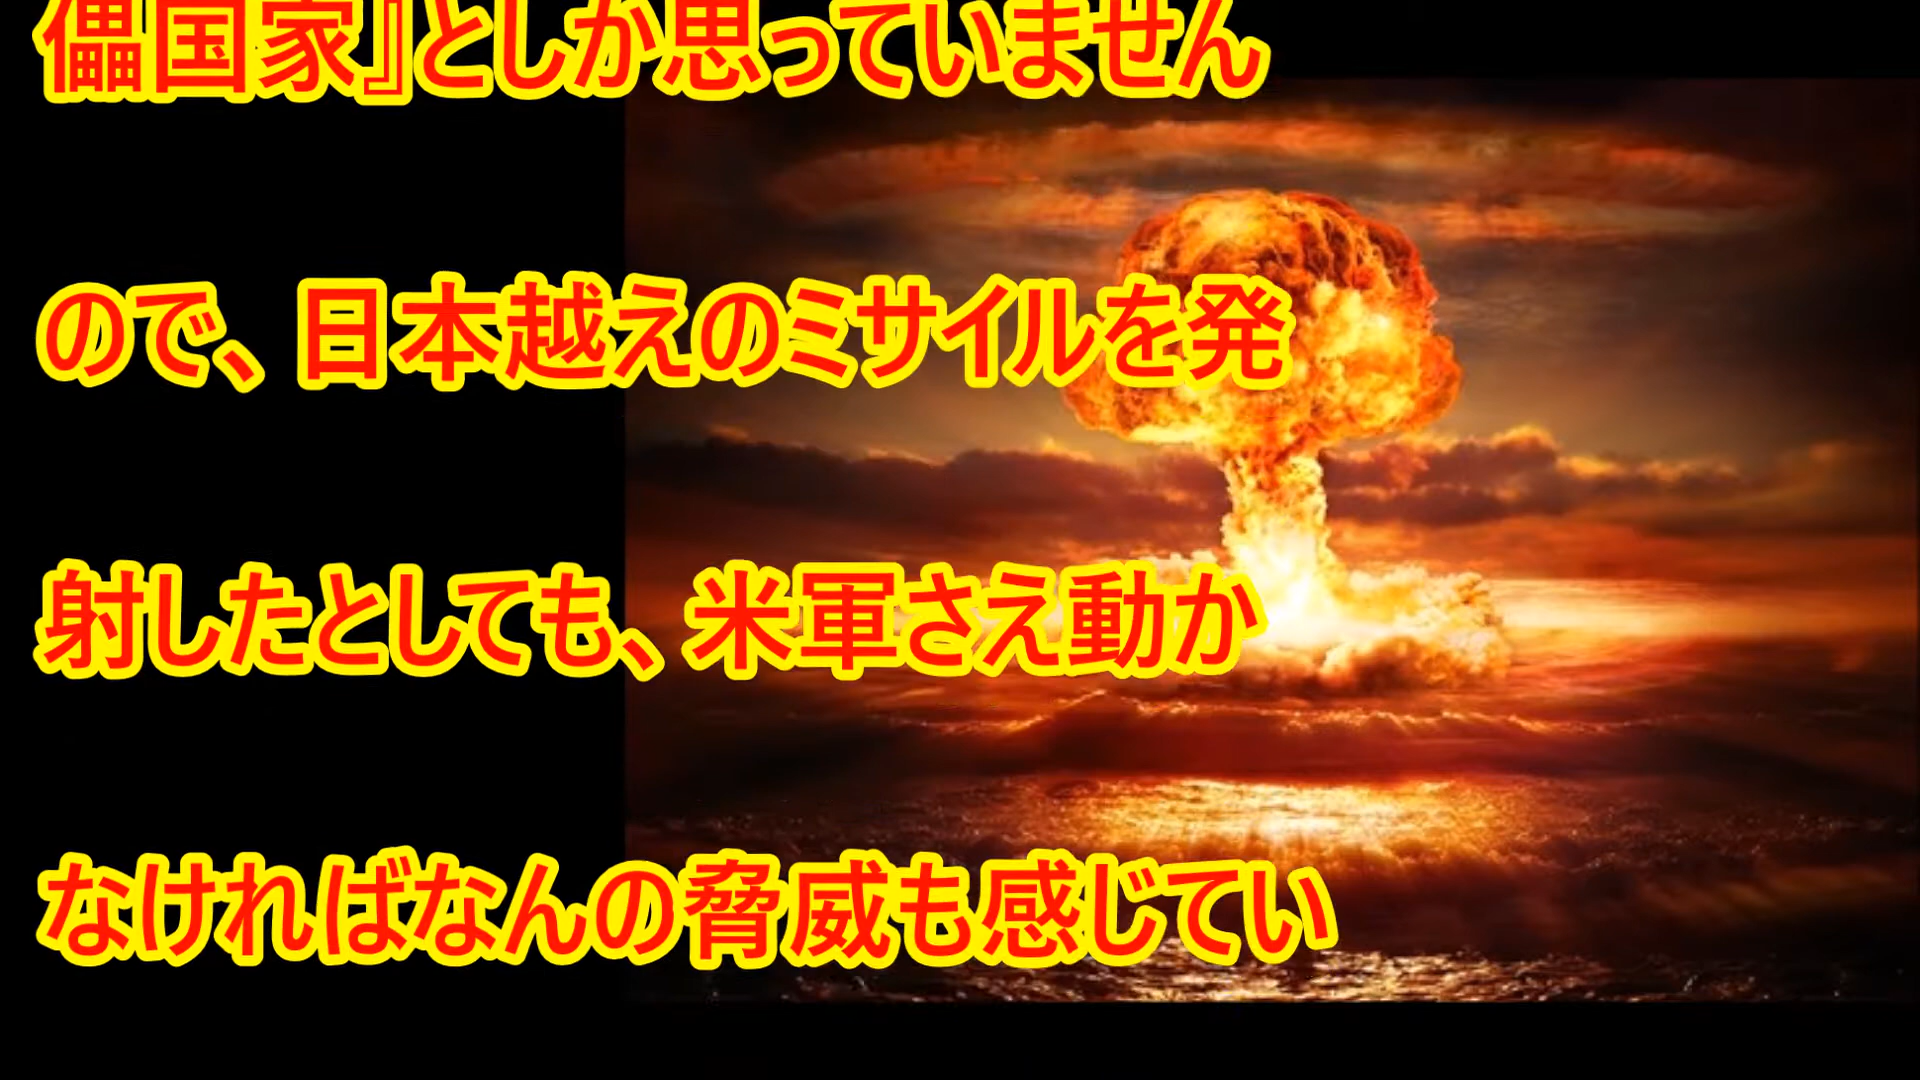 儡国家』としか思っていません
ので、日本越えのミサイルを発
射したとしても、米軍さえ動か
なければなんの脅威も感じてい